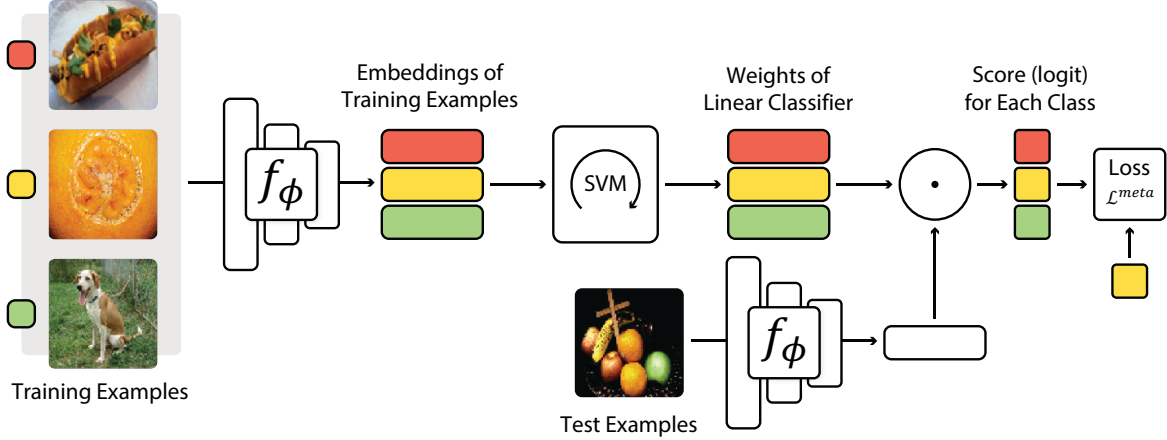 Embeddings of
Training Examples
Weights of
Linear Classifier
Score (logit)
for Each Class
f_ϕ
SVM
·
Loss
ℒ^{meta}
f_ϕ
Training Examples
Test Examples